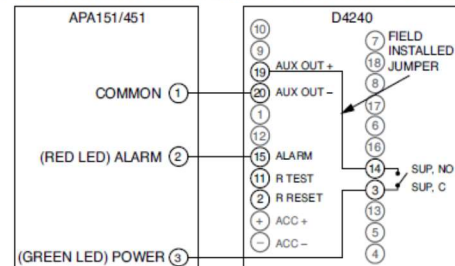 APA151/451
D4240
10
9
19 AUX OUT +
20 AUX OUT –
1
12
15 ALARM
11 R TEST
2 R RESET
+ ACC +
– ACC –
COMMON 1
(RED LED) ALARM 2
(GREEN LED) POWER 3
7 FIELD
INSTALLED
JUMPER
18
8
17
6
16
14 SUP, NO
3 SUP, C
13
5
4